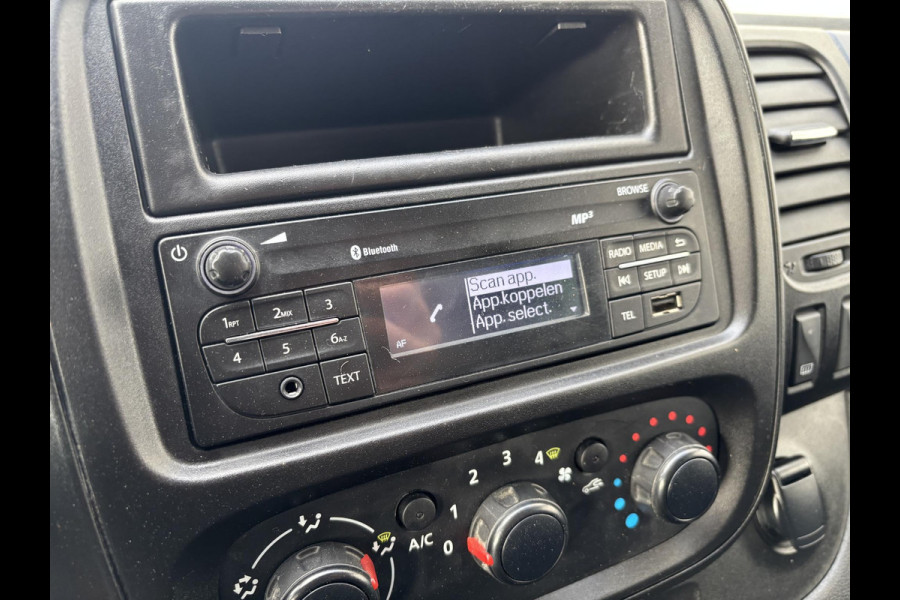 BROWSE
MP3
Bluetooth
RADIO MEDIA
SETUP
TEL
1RPT 2MIX 3
4 5 6A-Z
TEXT
Scan app.
App.koppelen
App. select.
AF
0 1 2 3 4
A/C